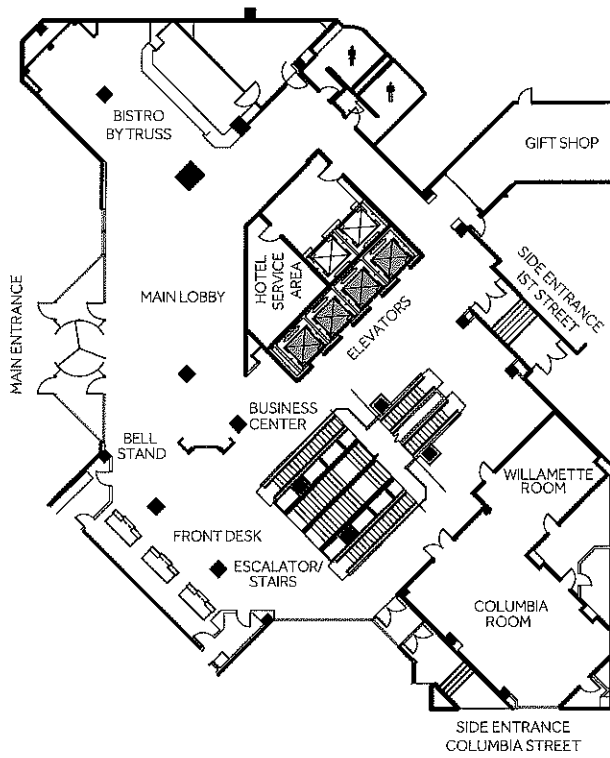 BISTRO
BY TRUSS
GIFT SHOP
SIDE ENTRANCE
1ST STREET
HOTEL
SERVICE
AREA
MAIN LOBBY
ELEVATORS
MAIN ENTRANCE
BUSINESS
CENTER
BELL
STAND
WILLAMETTE
ROOM
FRONT DESK
ESCALATOR/
STAIRS
COLUMBIA
ROOM
SIDE ENTRANCE
COLUMBIA STREET